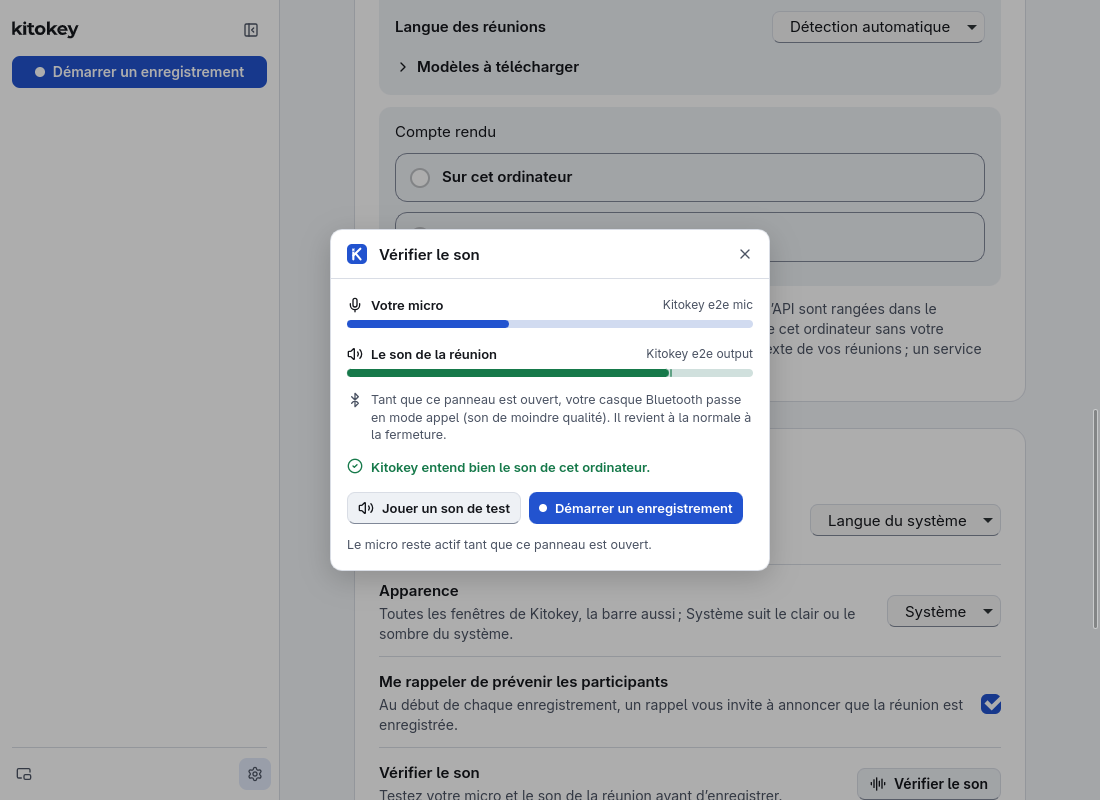 kitokey
Démarrer un enregistrement
Langue des réunions
Détection automatique
Modèles à télécharger
Compte rendu
Sur cet ordinateur
’API sont rangées dans le
cet ordinateur sans votre
de vos réunions ; un service
Vérifier le son
Votre micro
Kitokey e2e mic
Le son de la réunion
Kitokey e2e output
Tant que ce panneau est ouvert, votre casque Bluetooth passe
en mode appel (son de moindre qualité). Il revient à la normale à
la fermeture.
Kitokey entend bien le son de cet ordinateur.
Jouer un son de test
Démarrer un enregistrement
Le micro reste actif tant que ce panneau est ouvert.
Langue du système
Apparence
Toutes les fenêtres de Kitokey, la barre aussi ; Système suit le clair ou le
sombre du système.
Système
Me rappeler de prévenir les participants
Au début de chaque enregistrement, un rappel vous invite à annoncer que la réunion est
enregistrée.
Vérifier le son
Testez votre micro et le son de la réunion avant d’enregistrer.
Vérifier le son